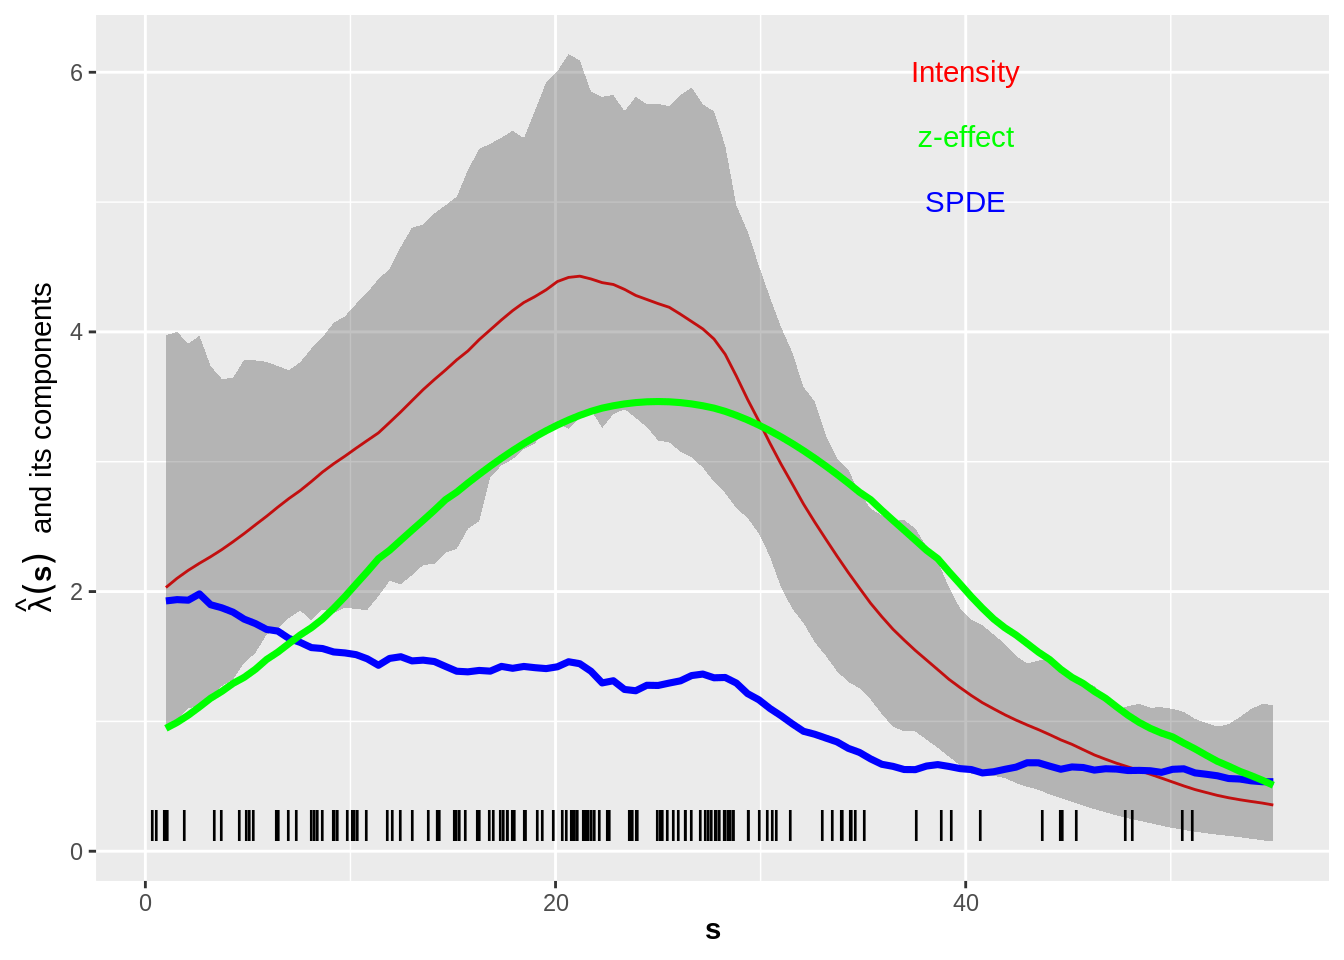 Intensity
z-effect
SPDE
6
4
2
0
λ̂(s) and its components
0 20 40
s